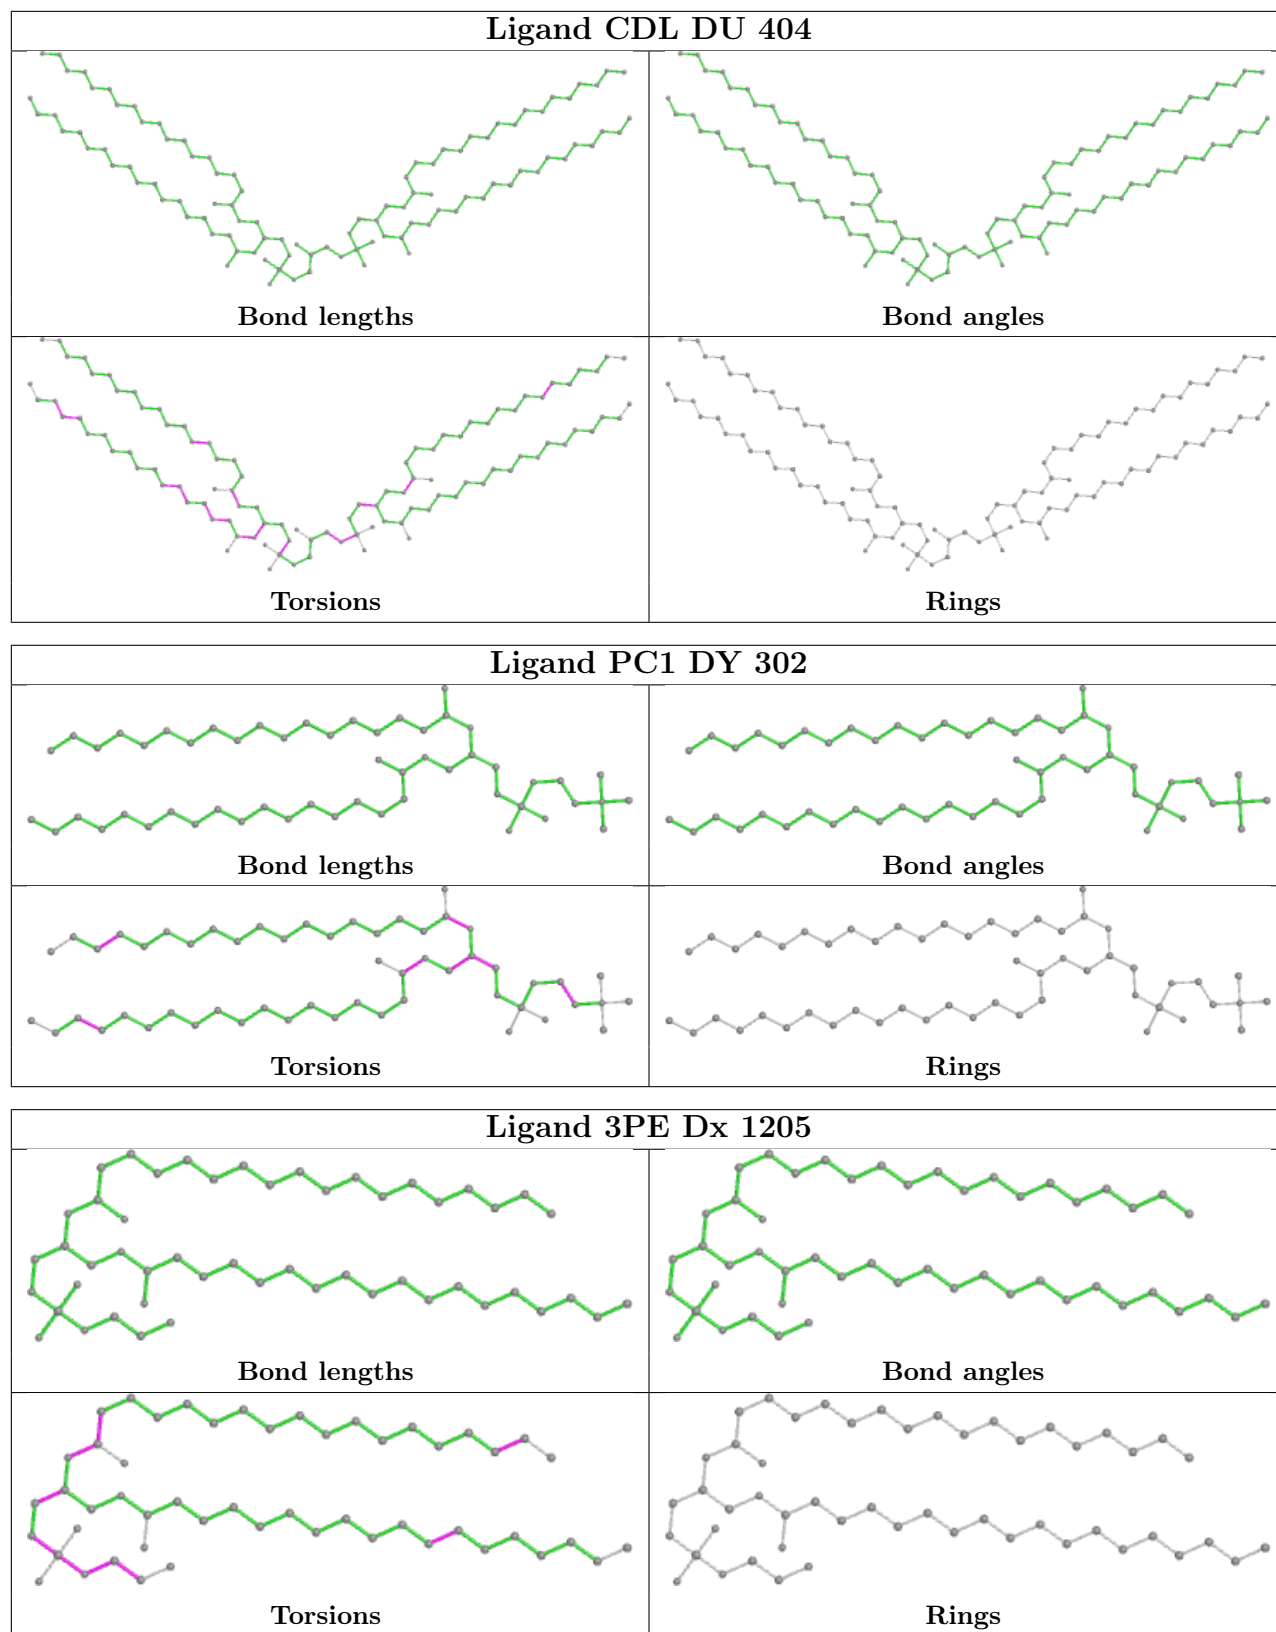 Ligand CDL DU 404
Bond lengths
Bond angles
Torsions
Rings
Ligand PC1 DY 302
Bond lengths
Bond angles
Torsions
Rings
Ligand 3PE Dx 1205
Bond lengths
Bond angles
Torsions
Rings